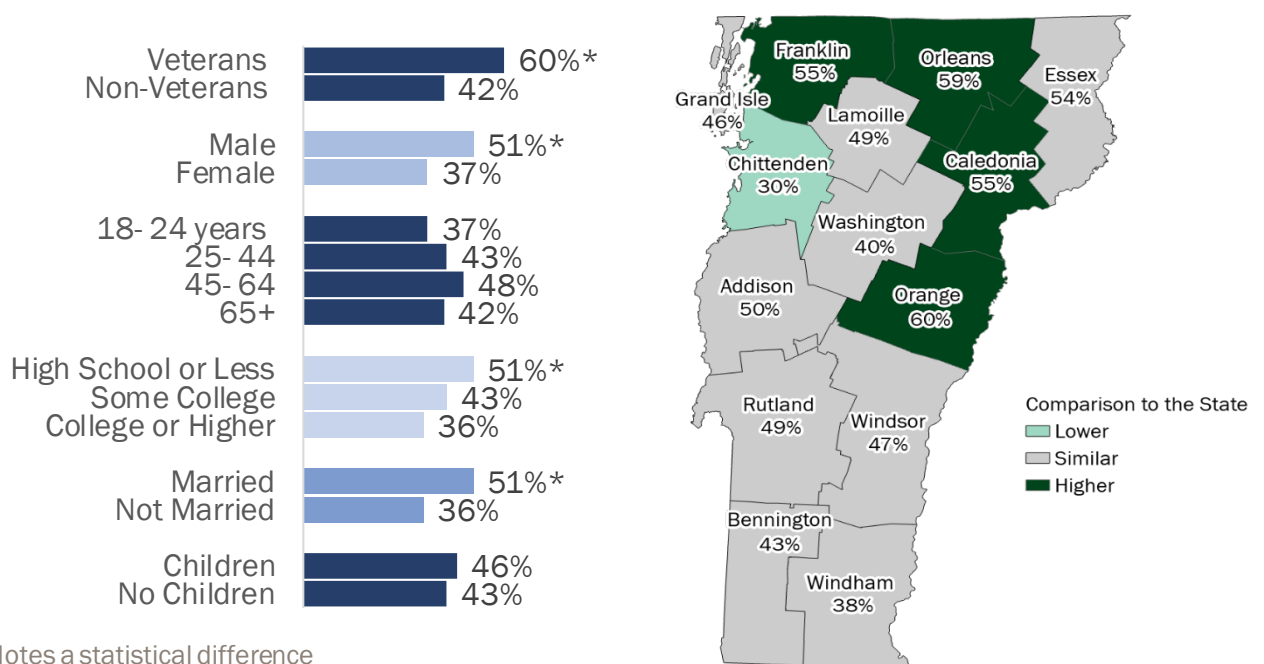 Veterans 60%*
Non-Veterans 42%
Male 51%*
Female 37%
18- 24 years 37%
25- 44 43%
45- 64 48%
65+ 42%
High School or Less 51%*
Some College 43%
College or Higher 36%
Married 51%*
Not Married 36%
Children 46%
No Children 43%
a statistical difference
Franklin
55%
Orleans
59%
Essex
54%
Grand Isle
46%
Lamoille
49%
Chittenden
30%
Caledonia
55%
Washington
40%
Addison
50%
Orange
60%
Rutland
49%
Windsor
47%
Bennington
43%
Windham
38%
Comparison to the State
Lower
Similar
Higher